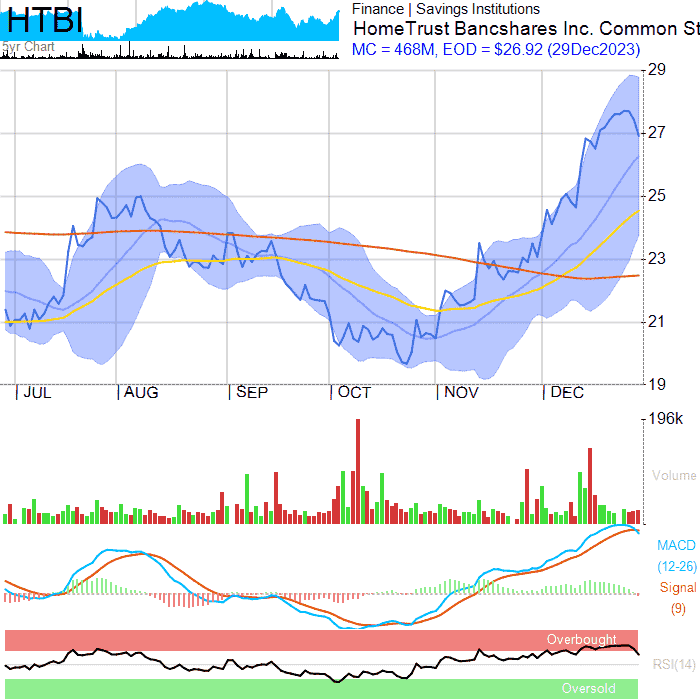 HTBI
5yr Chart
Finance | Savings Institutions
HomeTrust Bancshares Inc. Common St
MC = 468M, EOD = $26.92 (29Dec2023)
29
27
25
23
21
19
|JUL |AUG |SEP |OCT |NOV |DEC
196k
Volume
MACD
(12-26)
Signal
(9)
Overbought
RSI(14)
Oversold